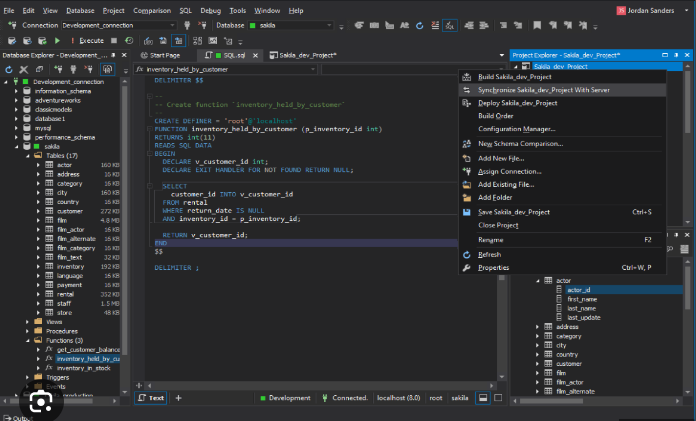 File Edit View Database Project Comparison SQL Debug Tools Window Help
Jordan Sanders
Connection Development_connection Database sakila
Execute
Database Explorer - Development_...
Start Page SQL.sql Sakila_dev_Project*
Project Explorer - Sakila_dev_Project*
Sakila_dev_Project
Development_connection
information_schema
adventureworks
classicmodels
database1
mysql
performance_schema
sakila
Tables (17)
actor 160 KB
address 16 KB
category 16 KB
city 160 KB
country 16 KB
customer 272 KB
film 4.8 MB
film_actor 16 KB
film_alternate 16 KB
film_category 16 KB
film_text 32 KB
inventory 192 KB
language 16 KB
payment 16 KB
rental 352 KB
staff 1.5 MB
store 48 KB
Views
Procedures
Functions (3)
get_customer_balance
inventory_held_by_cu
inventory_in_stock
Triggers
Events
production
Output
inventory_held_by_customer
DELIMITER $$
--
-- Create function `inventory_held_by_customer`
--
CREATE DEFINER = 'root'@'localhost'
FUNCTION inventory_held_by_customer (p_inventory_id int)
RETURNS int(11)
READS SQL DATA
BEGIN
DECLARE v_customer_id int;
DECLARE EXIT HANDLER FOR NOT FOUND RETURN NULL;
SELECT
customer_id INTO v_customer_id
FROM rental
WHERE return_date IS NULL
AND inventory_id = p_inventory_id;
RETURN v_customer_id;
END
$$
DELIMITER ;
Text
Development Connected. localhost (8.0) root sakila
Build Sakila_dev_Project
Synchronize Sakila_dev_Project With Server
Deploy Sakila_dev_Project
Build Order
Configuration Manager...
New Schema Comparison...
Add New File...
Assign Connection...
Add Existing File...
Add Folder
Save Sakila_dev_Project Ctrl+S
Close Project
Rename F2
Refresh
Properties Ctrl+W, P
actor
actor_id
first_name
last_name
last_update
address
category
city
country
customer
film
film_actor
film_alternate